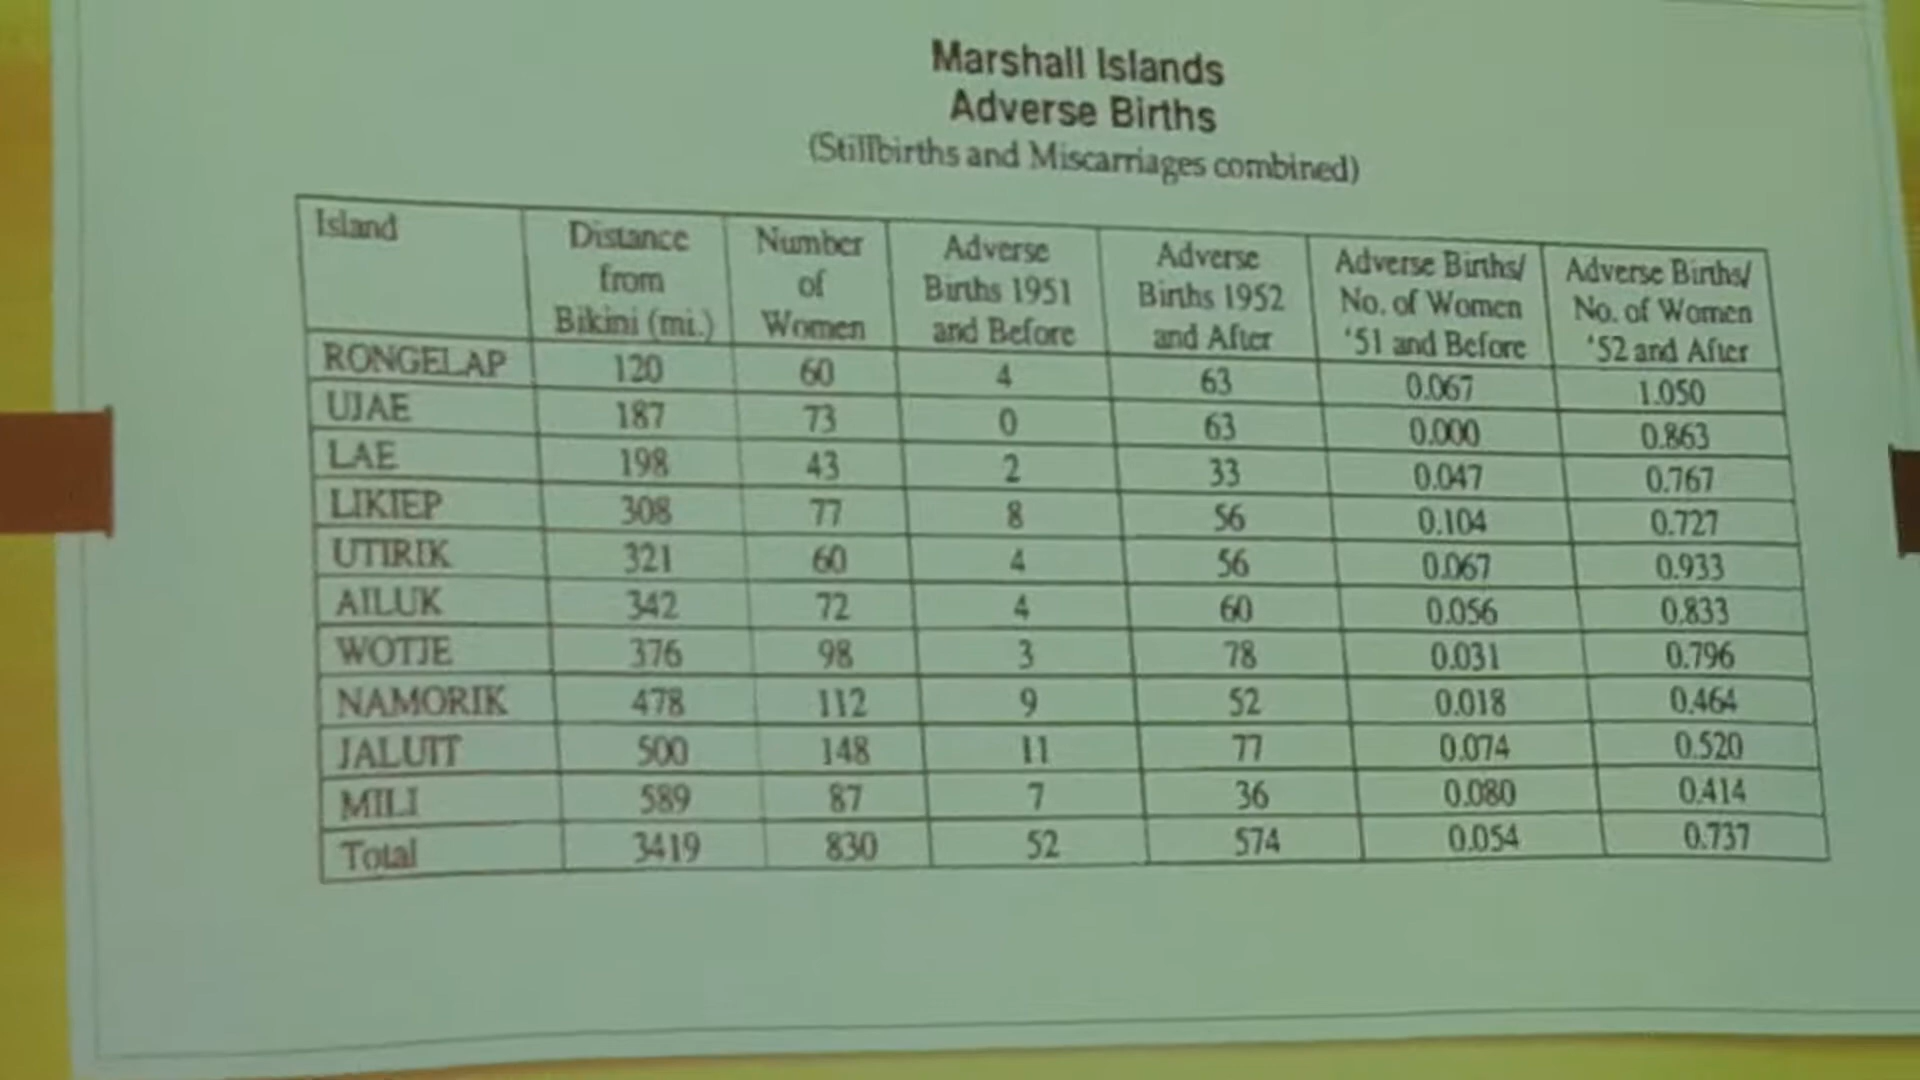 Marshall Islands
Adverse Births
(Stillbirths and Miscarriages combined)
Island | Distance from Bikini (mi.) | Number of Women | Adverse Births 1951 and Before | Adverse Births 1952 and After | Adverse Births/ No. of Women '51 and Before | Adverse Births/ No. of Women '52 and After
RONGELAP 120 60 4 63 0.067 1.050
UJAE 187 73 0 63 0.000 0.863
LAE 198 43 2 33 0.047 0.767
LIKIEP 308 77 8 56 0.104 0.727
UTIRIK 321 60 4 56 0.067 0.933
AILUK 342 72 4 60 0.056 0.833
WOTJE 376 98 3 78 0.031 0.796
NAMORIK 478 112 9 52 0.018 0.464
JALUIT 500 148 11 77 0.074 0.520
MILI 589 87 7 36 0.080 0.414
Total 3419 830 52 574 0.054 0.737